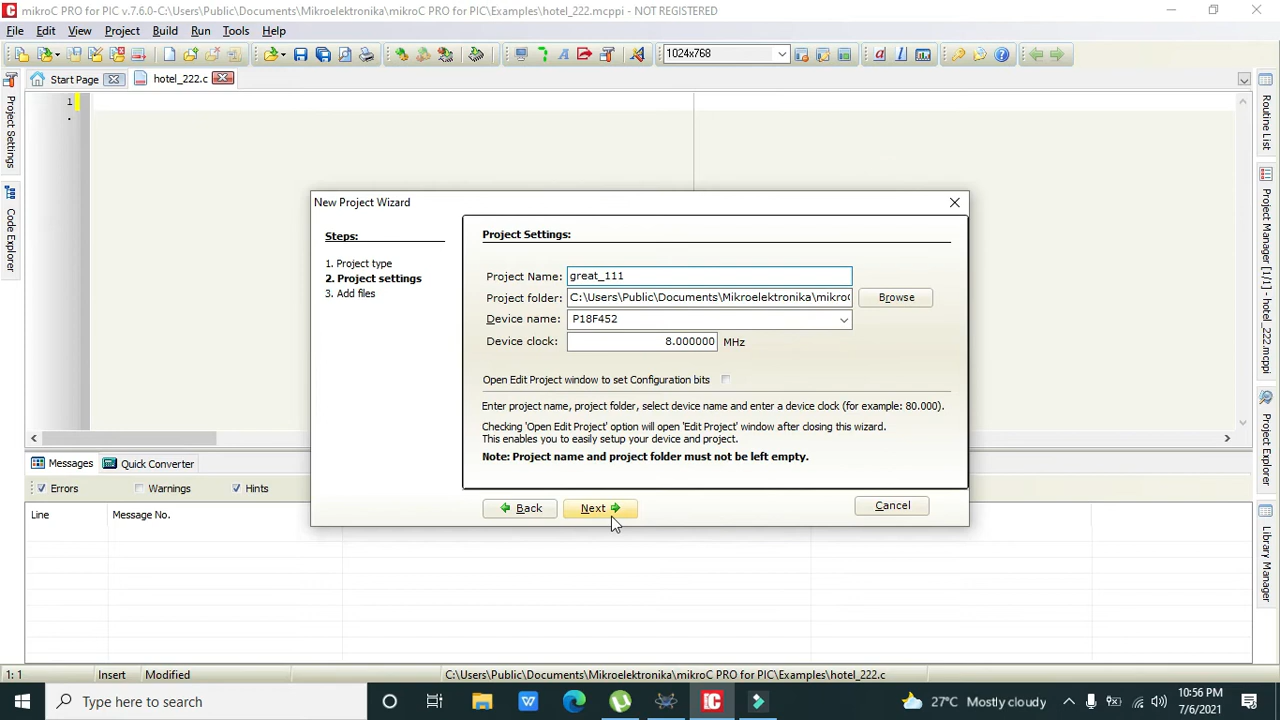 mikroC PRO for PIC v.7.6.0-C:\Users\Public\Documents\Mikroelektronika\mikroC PRO for PIC\Examples\hotel_222.mcppi - NOT REGISTERED
File Edit View Project Build Run Tools Help
1024x768
Start Page hotel_222.c
1
Project Settings
Code Explorer
Routine List
Project Manager [1/1] - hotel_222.mcppi
Project Explorer
Library Manager
New Project Wizard
Steps:
1. Project type
2. Project settings
3. Add files
Project Settings:
Project Name: great_111
Project folder: C:\Users\Public\Documents\Mikroelektronika\mikro Browse
Device name: P18F452
Device clock: 8.000000 MHz
Open Edit Project window to set Configuration bits
Enter project name, project folder, select device name and enter a device clock (for example: 80.000).
Checking 'Open Edit Project' option will open 'Edit Project' window after closing this wizard.
This enables you to easily setup your device and project.
Note: Project name and project folder must not be left empty.
Back Next Cancel
Messages Quick Converter
Errors Warnings Hints
Line Message No.
1: 1 Insert Modified C:\Users\Public\Documents\Mikroelektronika\mikroC PRO for PIC\Examples\hotel_222.c
Type here to search
27°C Mostly cloudy
10:56 PM
7/6/2021